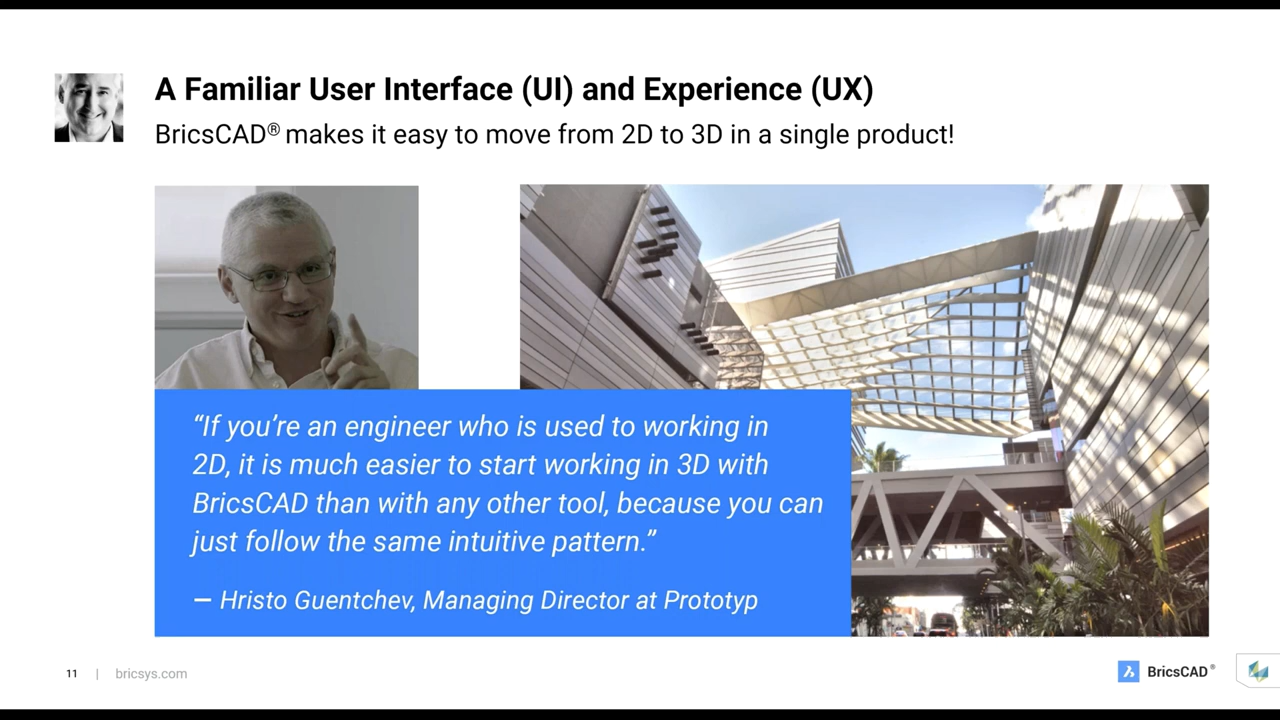 A Familiar User Interface (UI) and Experience (UX)
BricsCAD® makes it easy to move from 2D to 3D in a single product!
“If you’re an engineer who is used to working in
2D, it is much easier to start working in 3D with
BricsCAD than with any other tool, because you can
just follow the same intuitive pattern.”
— Hristo Guentchev, Managing Director at Prototyp
11 | bricsys.com
BricsCAD®